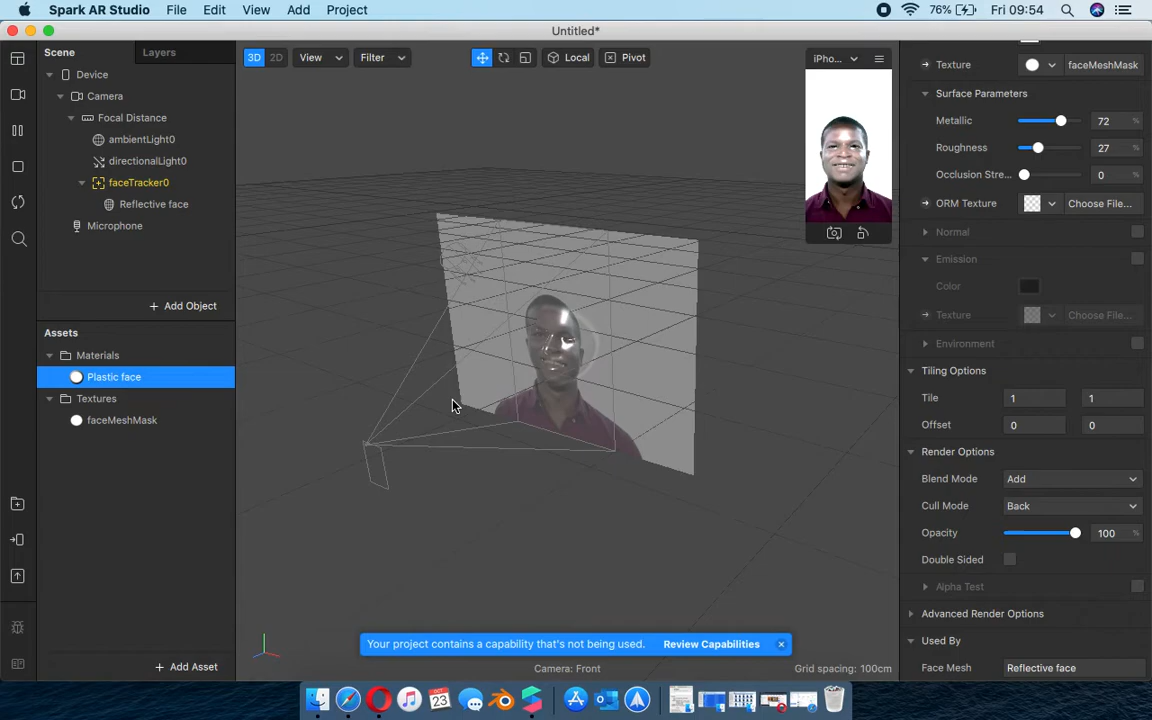 Spark AR Studio File Edit View Add Project 76% Fri 09:54
Untitled*
Scene Layers
Device
Camera
Focal Distance
ambientLight0
directionalLight0
faceTracker0
Reflective face
Microphone
+ Add Object
Assets
Materials
Plastic face
Textures
faceMeshMask
+ Add Asset
3D 2D View Filter Local Pivot
iPho...
Your project contains a capability that's not being used. Review Capabilities
Camera: Front Grid spacing: 100cm
Texture faceMeshMask
Surface Parameters
Metallic 72 %
Roughness 27 %
Occlusion Stre... 0 %
ORM Texture Choose File...
Normal
Emission
Color
Texture Choose File...
Environment
Tiling Options
Tile 1 1
Offset 0 0
Render Options
Blend Mode Add
Cull Mode Back
Opacity 100 %
Double Sided
Alpha Test
Advanced Render Options
Used By
Face Mesh Reflective face
OCT
23